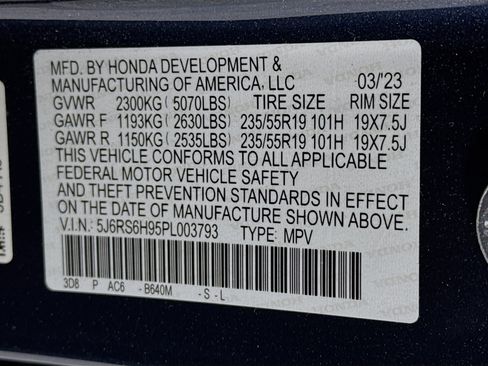 MFD. BY HONDA DEVELOPMENT &
MANUFACTURING OF AMERICA, LLC 03/'23
GVWR 2300KG (5070LBS) TIRE SIZE RIM SIZE
GAWR F 1193KG (2630LBS) 235/55R19 101H 19X7.5J
GAWR R 1150KG (2535LBS) 235/55R19 101H 19X7.5J
THIS VEHICLE CONFORMS TO ALL APPLICABLE
FEDERAL MOTOR VEHICLE SAFETY
AND THEFT PREVENTION STANDARDS IN EFFECT
ON THE DATE OF MANUFACTURE SHOWN ABOVE.
V.I.N.: 5J6RS6H95PL003793 TYPE: MPV
3D8 P AC6 -B640M -S-L